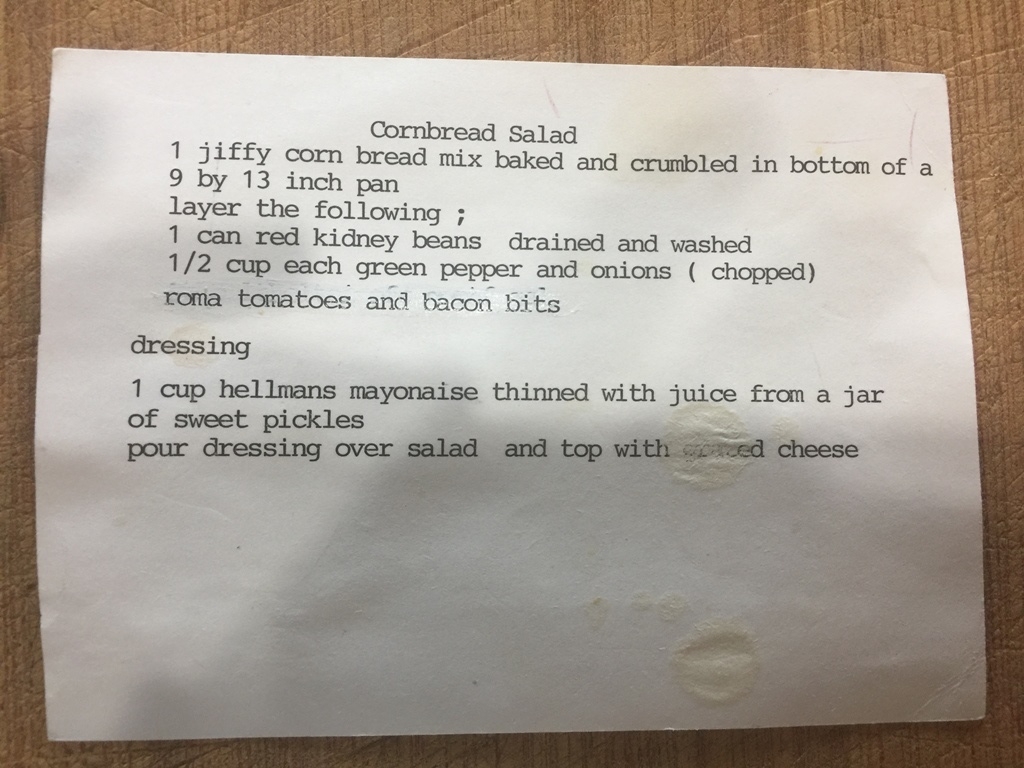 Cornbread Salad
1 jiffy corn bread mix baked and crumbled in bottom of a
9 by 13 inch pan
layer the following ;
1 can red kidney beans  drained and washed
1/2 cup each green pepper and onions ( chopped)
roma tomatoes and bacon bits
dressing
1 cup hellmans mayonaise thinned with juice from a jar
of sweet pickles
pour dressing over salad  and top with grated cheese